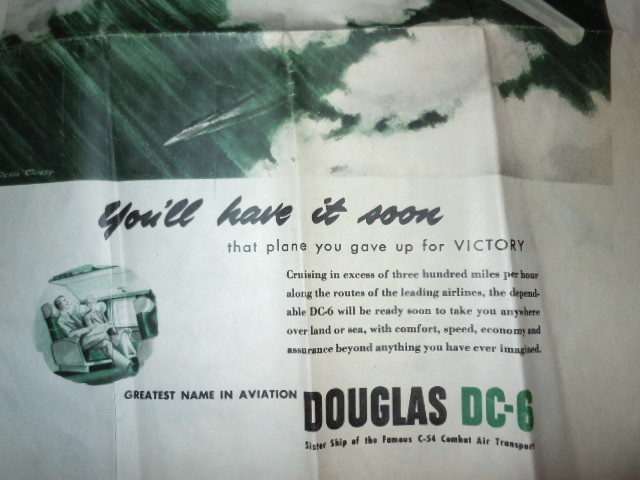 You'll have it soon
that plane you gave up for VICTORY
Cruising in excess of three hundred miles per hour
along the routes of the leading airlines, the depend-
able DC-6 will be ready soon to take you anywhere
over land or sea, with comfort, speed, economy and
assurance beyond anything you have ever imagined.
GREATEST NAME IN AVIATION
DOUGLAS DC-6
Sister Ship of the Famous C-54 Combat Air Transport